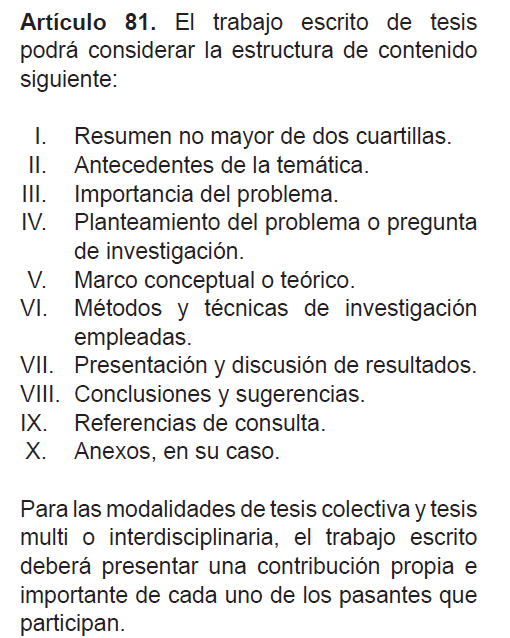 Artículo 81. El trabajo escrito de tesis
podrá considerar la estructura de contenido
siguiente:
I. Resumen no mayor de dos cuartillas.
II. Antecedentes de la temática.
III. Importancia del problema.
IV. Planteamiento del problema o pregunta
de investigación.
V. Marco conceptual o teórico.
VI. Métodos y técnicas de investigación
empleadas.
VII. Presentación y discusión de resultados.
VIII. Conclusiones y sugerencias.
IX. Referencias de consulta.
X. Anexos, en su caso.
Para las modalidades de tesis colectiva y tesis
multi o interdisciplinaria, el trabajo escrito
deberá presentar una contribución propia e
importante de cada uno de los pasantes que
participan.